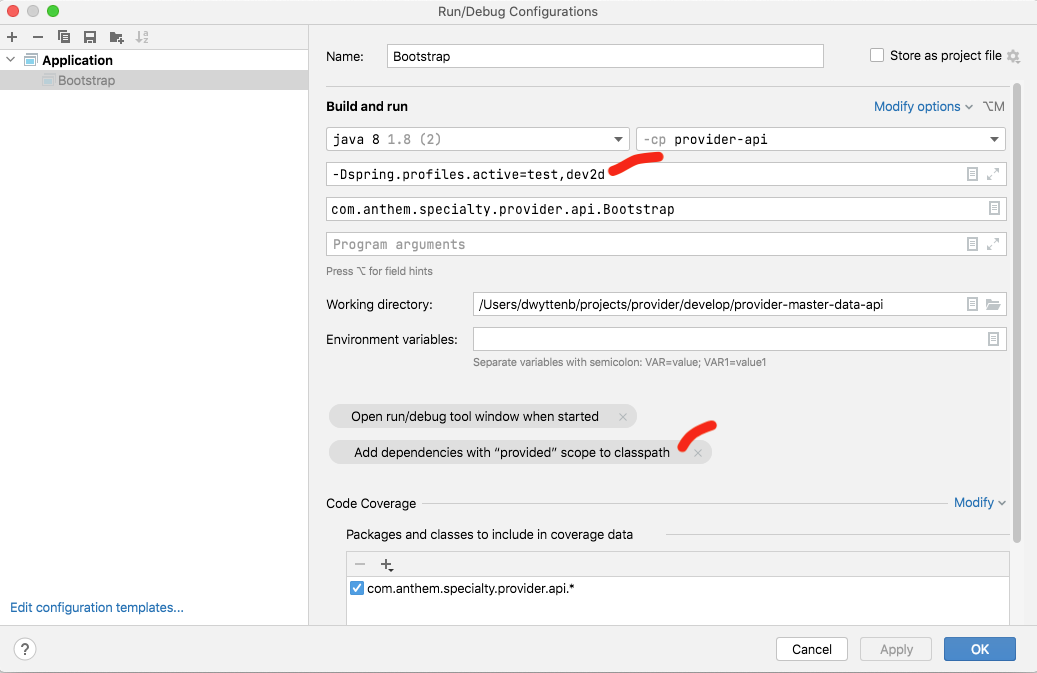 Run/Debug Configurations
Application
Bootstrap
Edit configuration templates...
Name: Bootstrap Store as project file
Build and run Modify options ⌥M
java 8 1.8 (2) -cp provider-api
-Dspring.profiles.active=test,dev2d
com.anthem.specialty.provider.api.Bootstrap
Program arguments
Press ⌥ for field hints
Working directory: /Users/dwyttenb/projects/provider/develop/provider-master-data-api
Environment variables:
Separate variables with semicolon: VAR=value; VAR1=value1
Open run/debug tool window when started
Add dependencies with “provided” scope to classpath
Code Coverage Modify
Packages and classes to include in coverage data
com.anthem.specialty.provider.api.*
? Cancel Apply OK